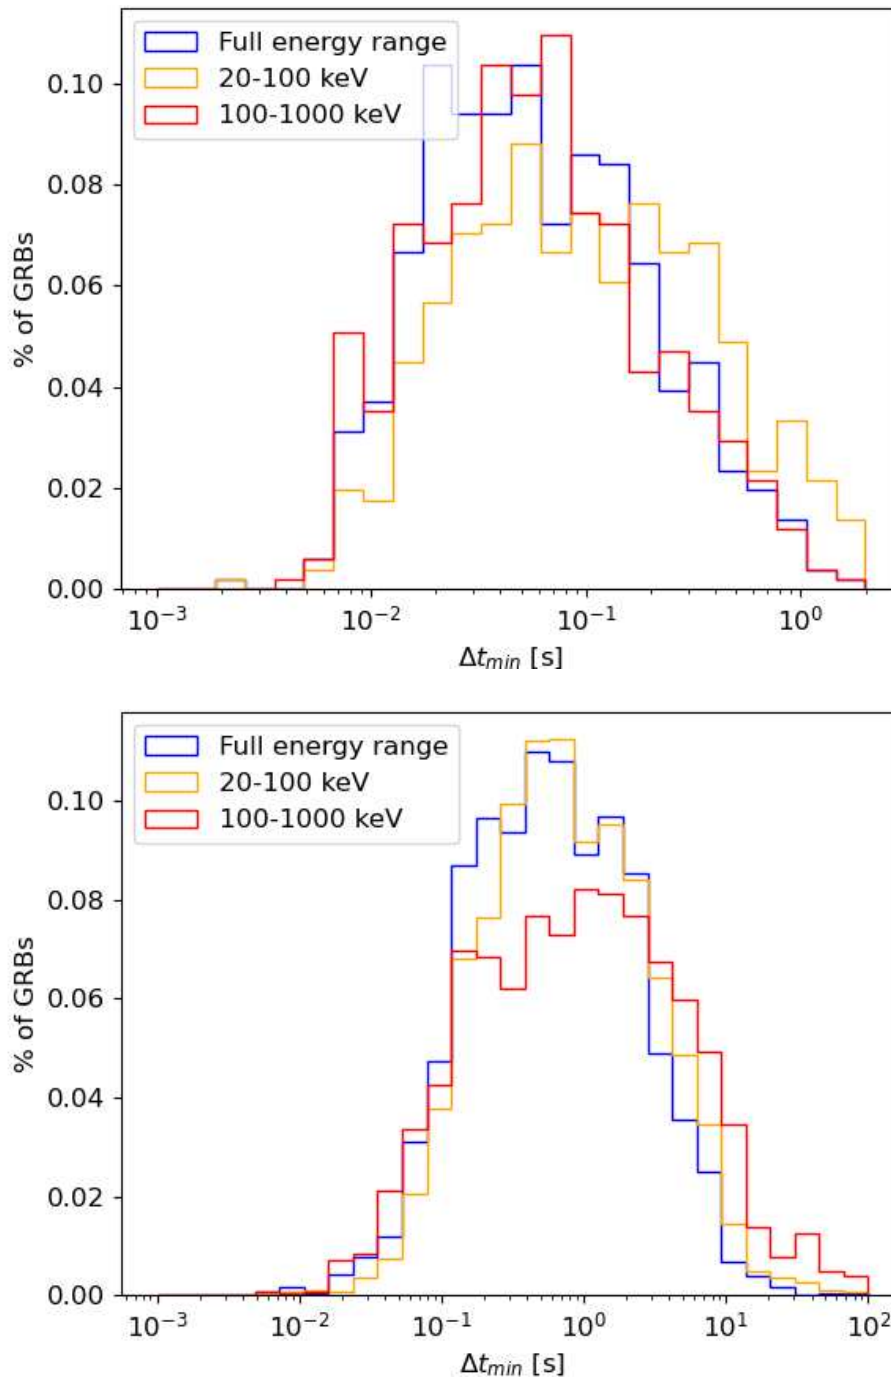 Full energy range
20-100 keV
100-1000 keV
% of GRBs
0.10
0.08
0.06
0.04
0.02
0.00
10⁻³ 10⁻² 10⁻¹ 10⁰
Δt_min [s]
Full energy range
20-100 keV
100-1000 keV
% of GRBs
0.10
0.08
0.06
0.04
0.02
0.00
10⁻³ 10⁻² 10⁻¹ 10⁰ 10¹ 10²
Δt_min [s]